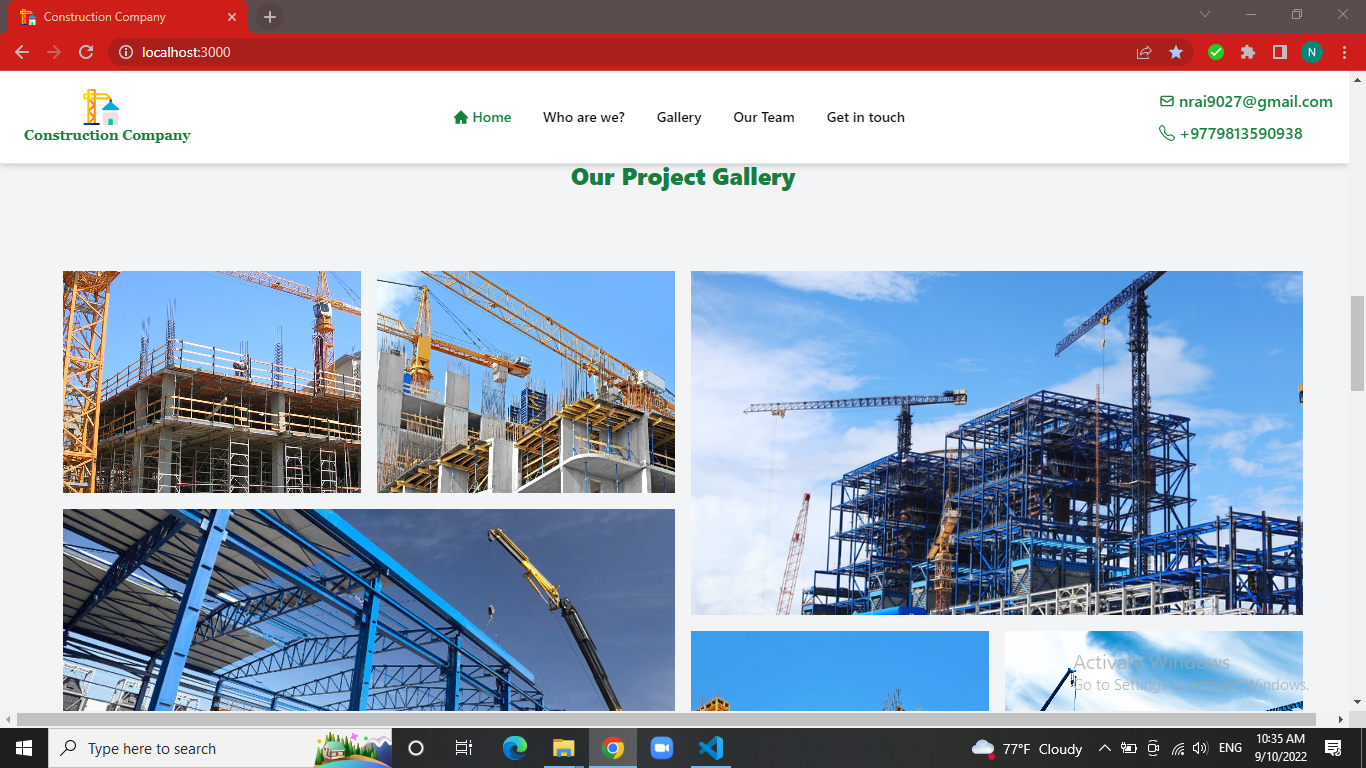 Construction Company
localhost:3000
N
Construction Company
Home
Who are we?
Gallery
Our Team
Get in touch
nrai9027@gmail.com
+9779813590938
Our Project Gallery
Activate Windows
Go to Settings to activate Windows.
Type here to search
77°F Cloudy
ENG
10:35 AM
9/10/2022